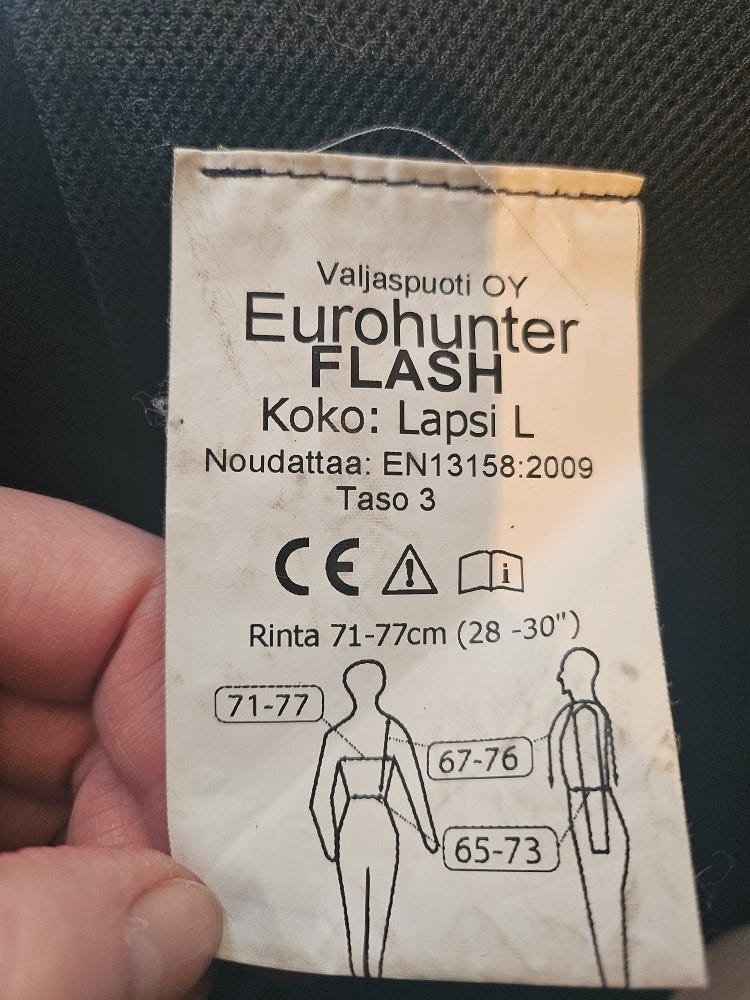 Valjaspuoti OY
Eurohunter
FLASH
Koko: Lapsi L
Noudattaa: EN13158:2009
Taso 3
CE
Rinta 71-77cm (28 -30")
71-77
67-76
65-73